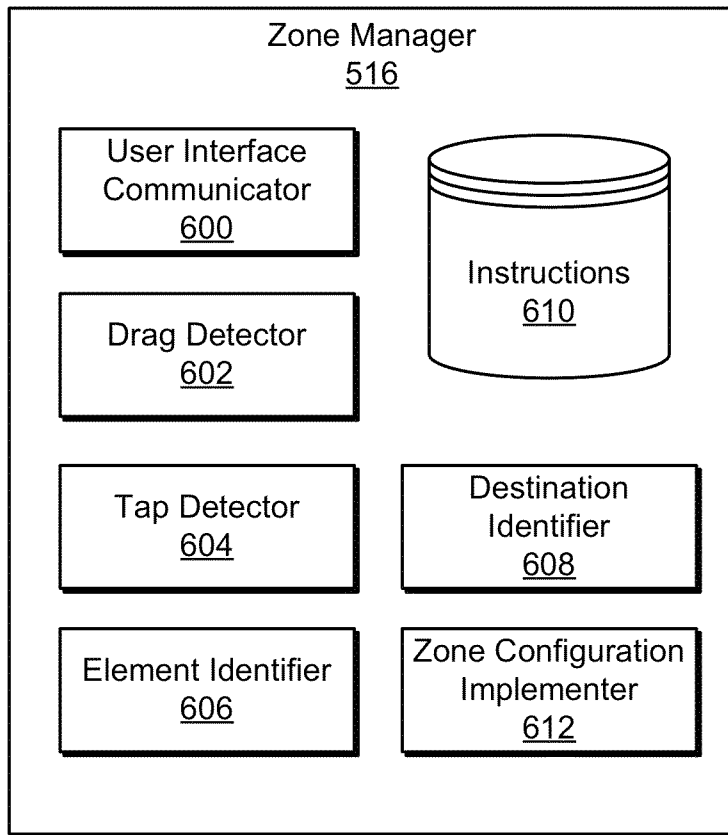 Zone Manager
516
User Interface
Communicator
600
Instructions
610
Drag Detector
602
Tap Detector
604
Destination
Identifier
608
Element Identifier
606
Zone Configuration
Implementer
612